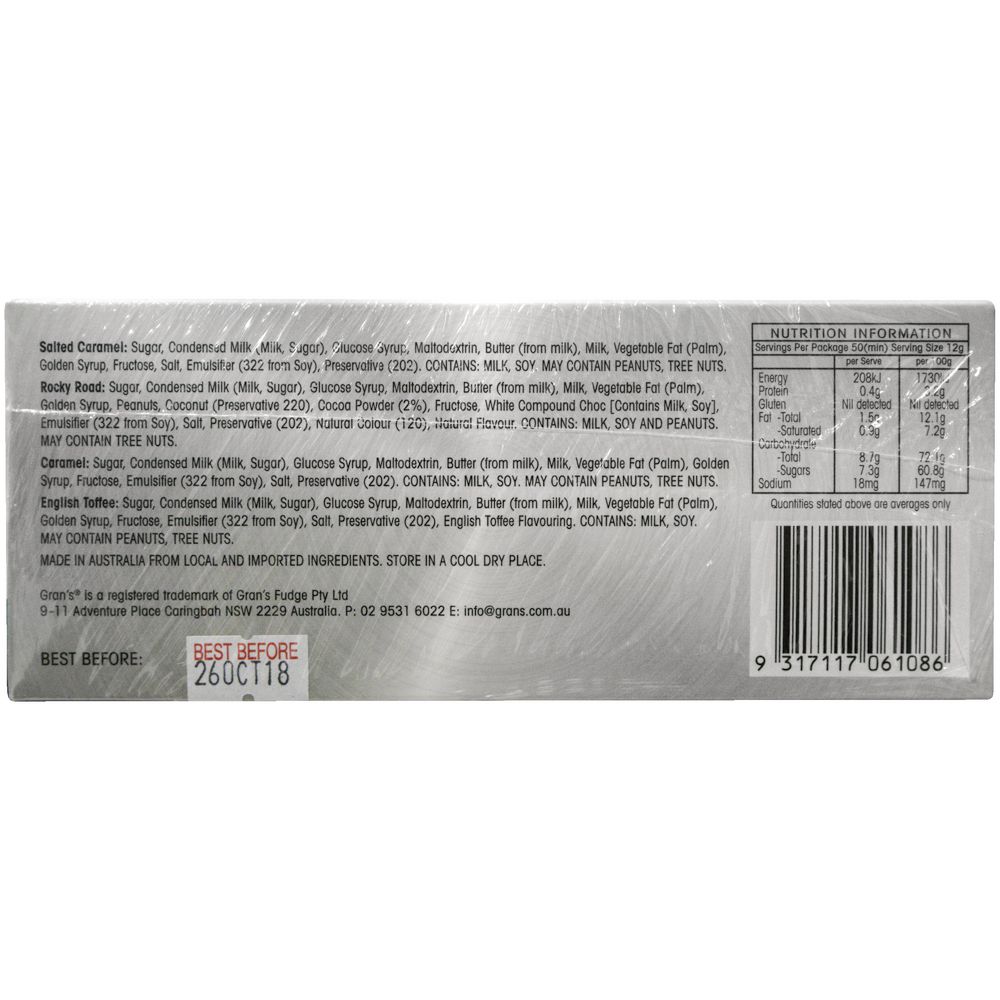 Salted Caramel: Sugar, Condensed Milk (Milk, Sugar), Glucose Syrup, Maltodextrin, Butter (from milk), Milk, Vegetable Fat (Palm),
Golden Syrup, Fructose, Salt, Emulsifier (322 from Soy), Preservative (202). CONTAINS: MILK, SOY. MAY CONTAIN PEANUTS, TREE NUTS.
Rocky Road: Sugar, Condensed Milk (Milk, Sugar), Glucose Syrup, Maltodextrin, Butter (from milk), Milk, Vegetable Fat (Palm),
Golden Syrup, Peanuts, Coconut (Preservative 220), Cocoa Powder (2%), Fructose, White Compound Choc [Contains Milk, Soy],
Emulsifier (322 from Soy), Salt, Preservative (202), Natural Colour (120), Natural Flavour. CONTAINS: MILK, SOY AND PEANUTS.
MAY CONTAIN TREE NUTS.
Caramel: Sugar, Condensed Milk (Milk, Sugar), Glucose Syrup, Maltodextrin, Butter (from milk), Milk, Vegetable Fat (Palm), Golden
Syrup, Fructose, Emulsifier (322 from Soy), Salt, Preservative (202). CONTAINS: MILK, SOY. MAY CONTAIN PEANUTS, TREE NUTS.
English Toffee: Sugar, Condensed Milk (Milk, Sugar), Glucose Syrup, Maltodextrin, Butter (from milk), Milk, Vegetable Fat (Palm),
Golden Syrup, Fructose, Emulsifier (322 from Soy), Salt, Preservative (202), English Toffee Flavouring. CONTAINS: MILK, SOY.
MAY CONTAIN PEANUTS, TREE NUTS.
MADE IN AUSTRALIA FROM LOCAL AND IMPORTED INGREDIENTS. STORE IN A COOL DRY PLACE.
Gran's® is a registered trademark of Gran's Fudge Pty Ltd
9-11 Adventure Place Caringbah NSW 2229 Australia. P: 02 9531 6022 E: info@grans.com.au
BEST BEFORE:
BEST BEFORE
26OCT18
NUTRITION INFORMATION
Servings Per Package 50(min) Serving Size 12g
per Serve per 100g
Energy 208kJ 1730kJ
Protein 0.4g 3.2g
Gluten Nil detected Nil detected
Fat -Total 1.5g 12.1g
-Saturated 0.9g 7.2g
Carbohydrate
-Total 8.7g 72.1g
-Sugars 7.3g 60.8g
Sodium 18mg 147mg
Quantities stated above are averages only
9 317117 061086